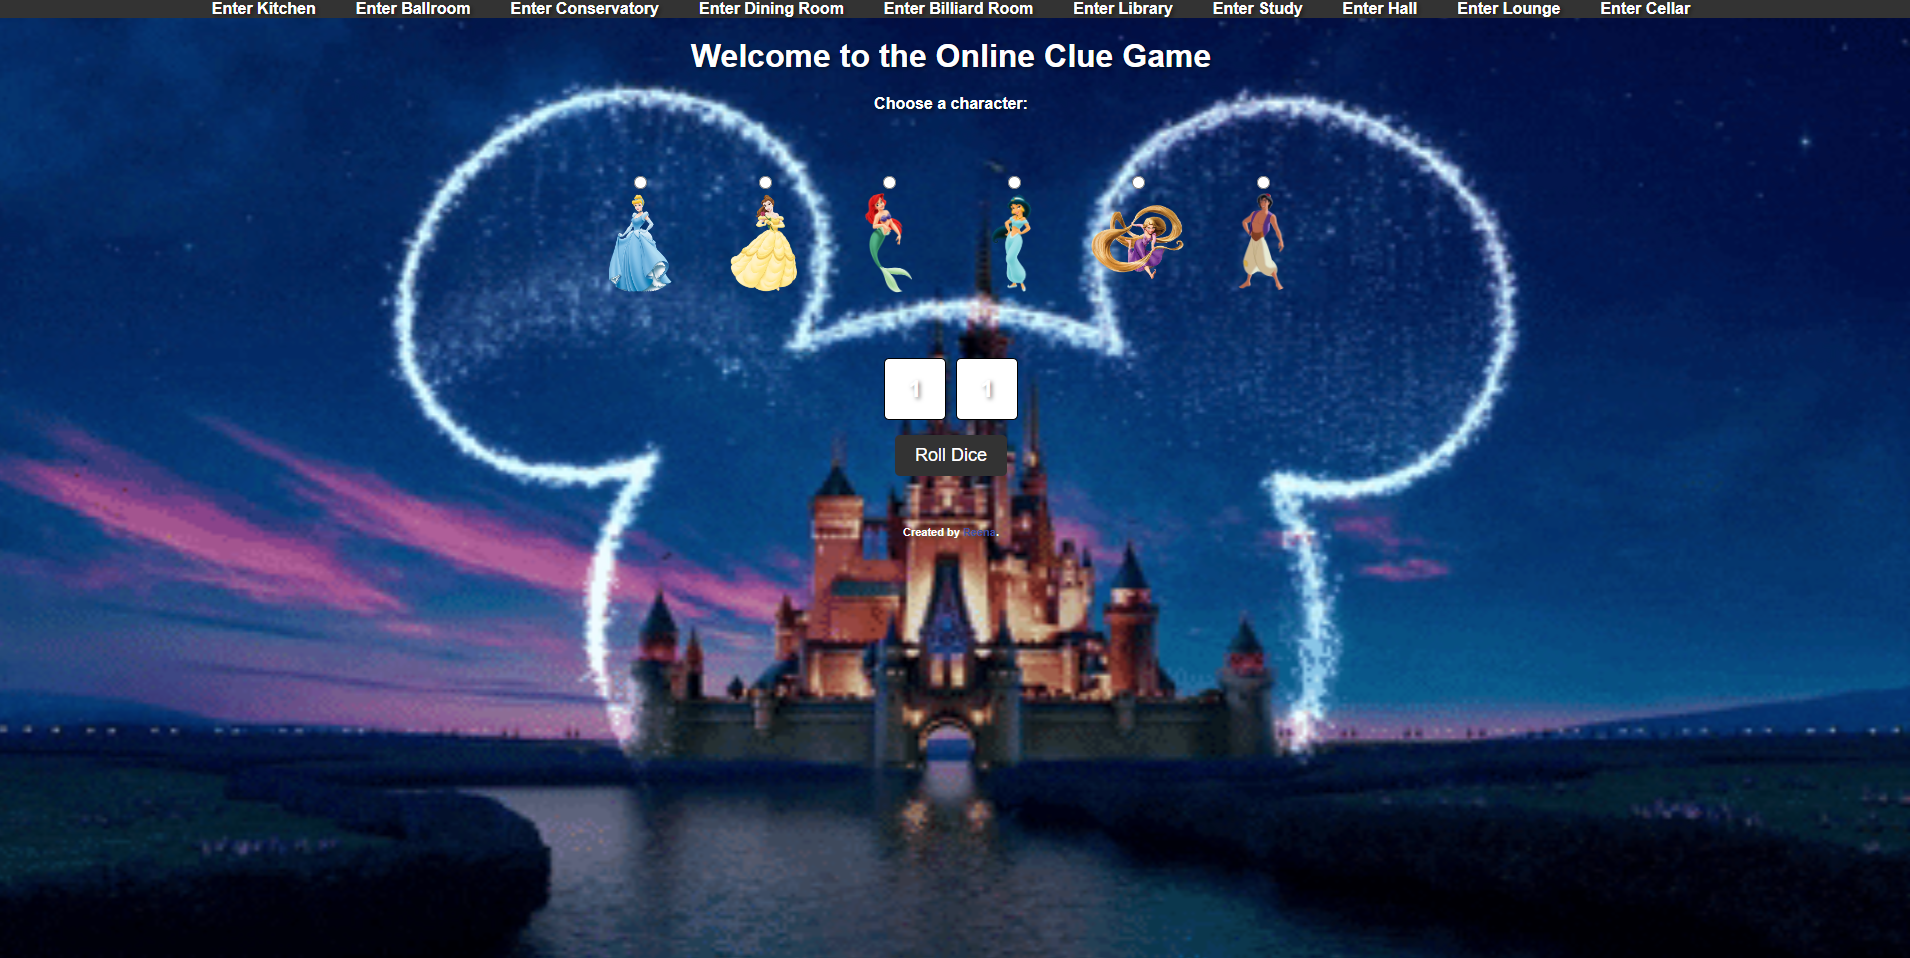 Enter Kitchen Enter Ballroom Enter Conservatory Enter Dining Room Enter Billiard Room Enter Library Enter Study Enter Hall Enter Lounge Enter Cellar
Welcome to the Online Clue Game
Choose a character:
1 1
Roll Dice
Created by